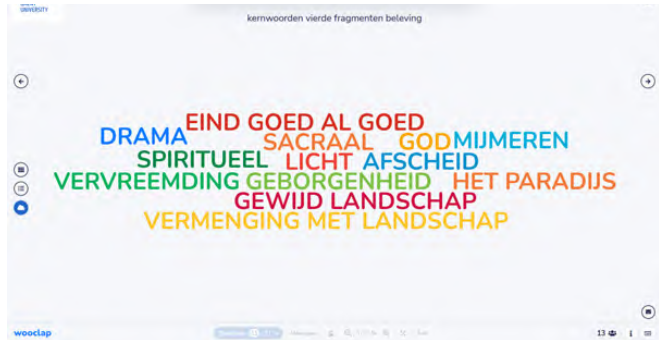 UNIVERSITY
kernwoorden vierde fragmenten beleving
EIND GOED AL GOED
DRAMA SACRAAL GOD MIJMEREN
SPIRITUEEL LICHT AFSCHEID
VERVREEMDING GEBORGENHEID HET PARADIJS
GEWIJD LANDSCHAP
VERMENGING MET LANDSCHAP
wooclap
13